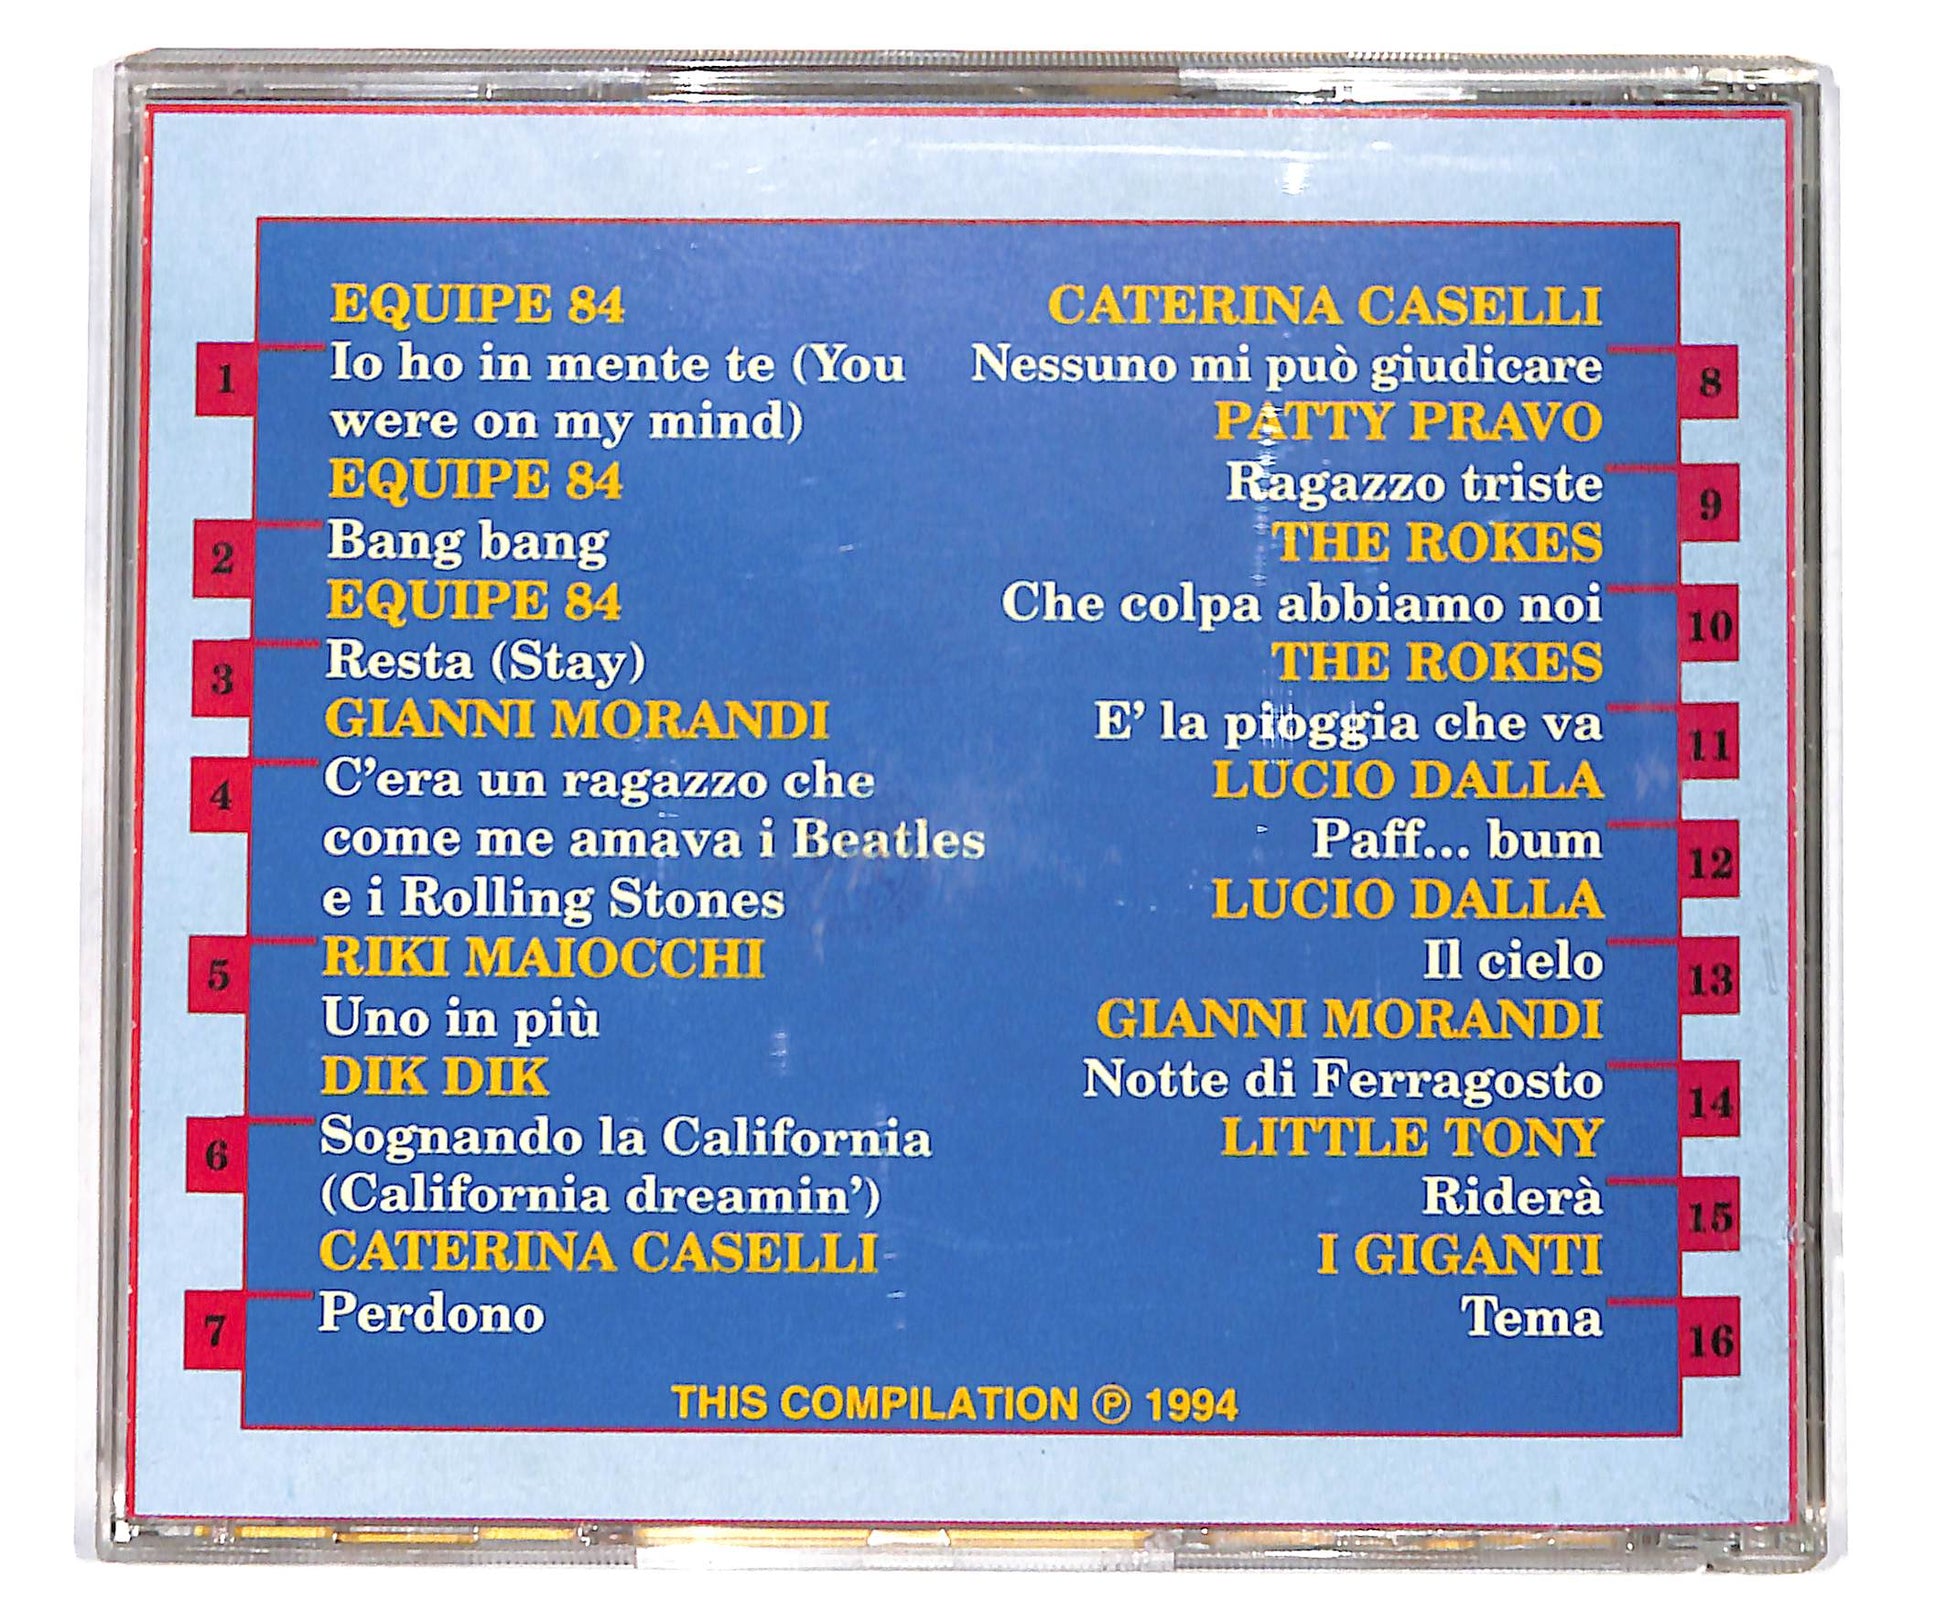 EQUIPE 84
1 Io ho in mente te (You
were on my mind)
EQUIPE 84
2 Bang bang
EQUIPE 84
3 Resta (Stay)
GIANNI MORANDI
4 C'era un ragazzo che
come me amava i Beatles
e i Rolling Stones
5 RIKI MAIOCCHI
Uno in più
DIK DIK
6 Sognando la California
(California dreamin')
CATERINA CASELLI
7 Perdono
CATERINA CASELLI
Nessuno mi può giudicare 8
PATTY PRAVO
Ragazzo triste 9
THE ROKES
Che colpa abbiamo noi 10
THE ROKES
E' la pioggia che va 11
LUCIO DALLA
Paff... bum 12
LUCIO DALLA
Il cielo 13
GIANNI MORANDI
Notte di Ferragosto 14
LITTLE TONY
Riderà 15
I GIGANTI
Tema 16
THIS COMPILATION ℗ 1994